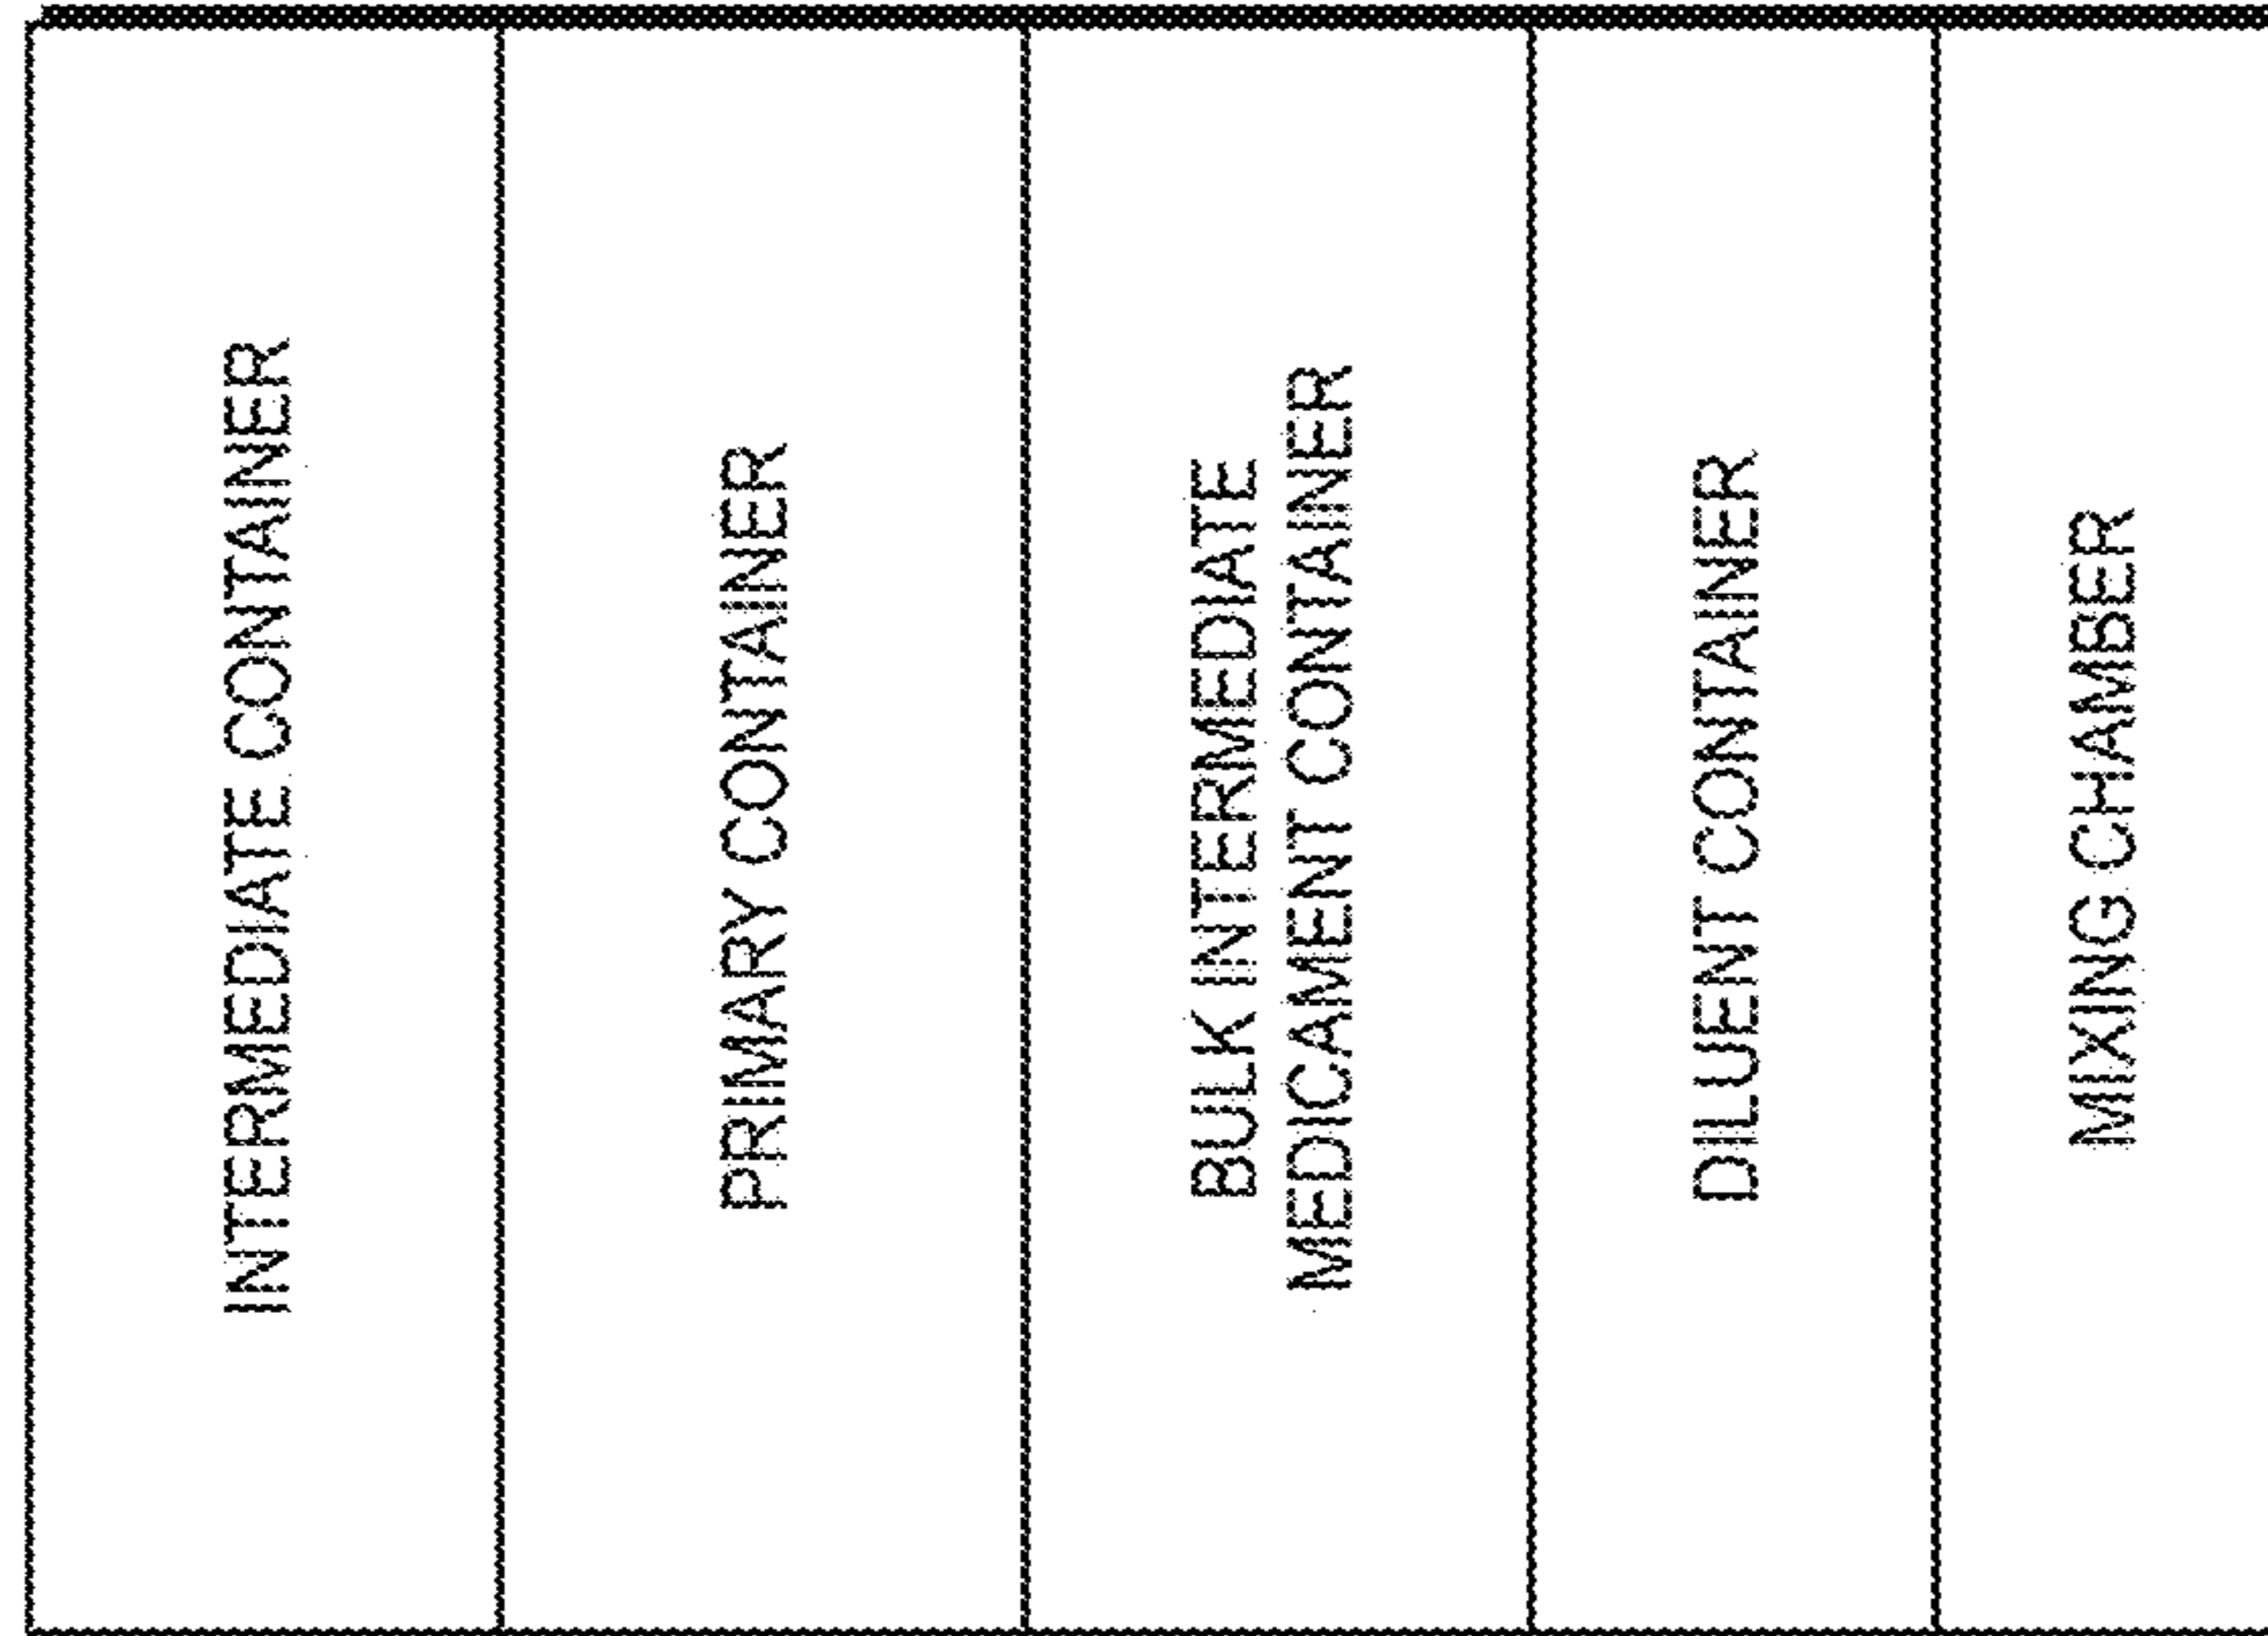 INTERMEDIATE CONTAINER
PRIMARY CONTAINER
BULK INTERMEDIATE
MEDICAMENT CONTAINER
DILUENT CONTAINER
MIXING CHAMBER